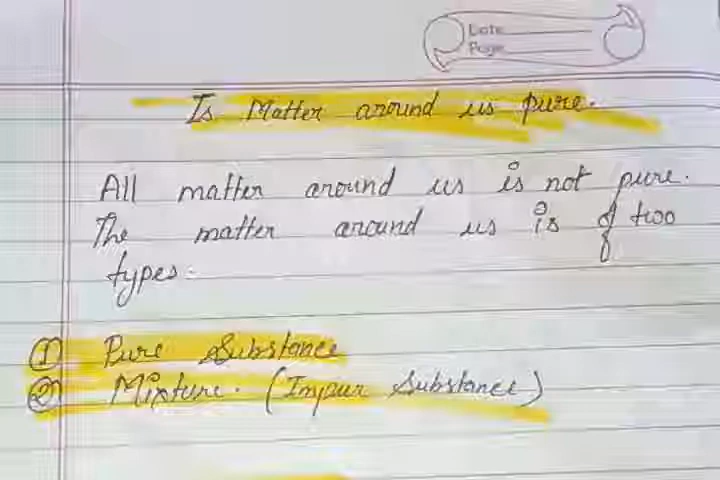 Date
Page
Is Matter around us pure.
All matter around us is not pure.
The matter around us is of two
types.
① Pure Substance
② Mixture. (Impur Substance)